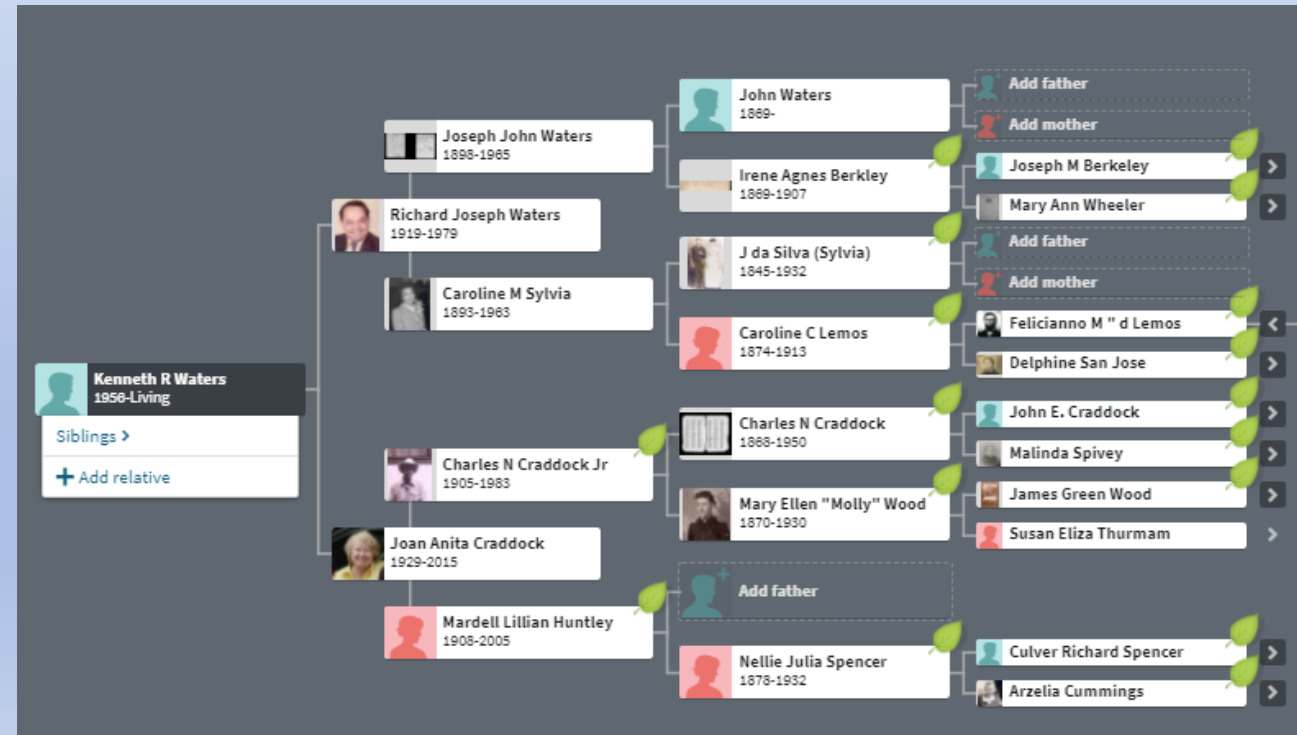 Kenneth R Waters
1956-Living
Siblings >
+ Add relative
Richard Joseph Waters
1919-1979
Joan Anita Craddock
1929-2015
Joseph John Waters
1898-1965
Caroline M Sylvia
1893-1963
Charles N Craddock Jr
1905-1983
Mardell Lillian Huntley
1908-2005
John Waters
1869-
Irene Agnes Berkley
1869-1907
J da Silva (Sylvia)
1845-1932
Caroline C Lemos
1874-1913
Charles N Craddock
1868-1950
Mary Ellen "Molly" Wood
1870-1930
Add father
Nellie Julia Spencer
1878-1932
Add father
Add mother
Joseph M Berkeley
Mary Ann Wheeler
Add father
Add mother
Felicianno M " d Lemos
Delphine San Jose
John E. Craddock
Malinda Spivey
James Green Wood
Susan Eliza Thurmam
Culver Richard Spencer
Arzelia Cummings